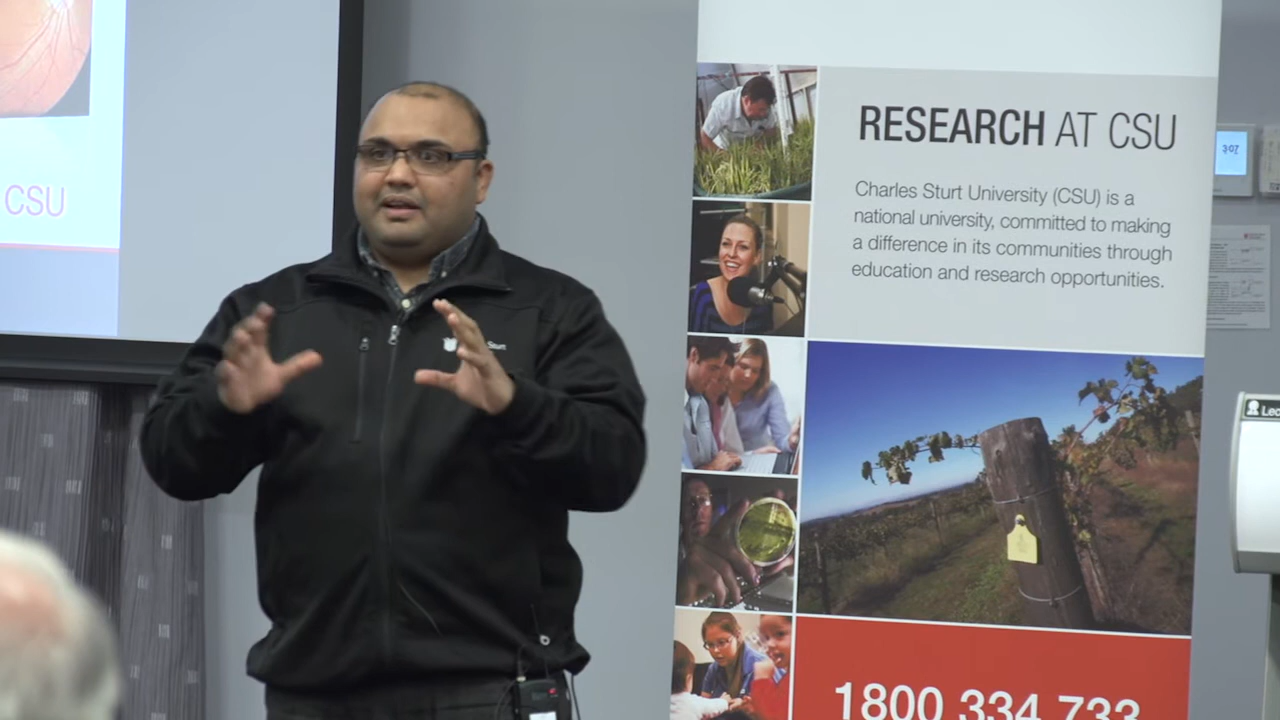 CSU
RESEARCH AT CSU
Charles Sturt University (CSU) is a
national university, committed to making
a difference in its communities through
education and research opportunities.
Sturt
1800 334 733